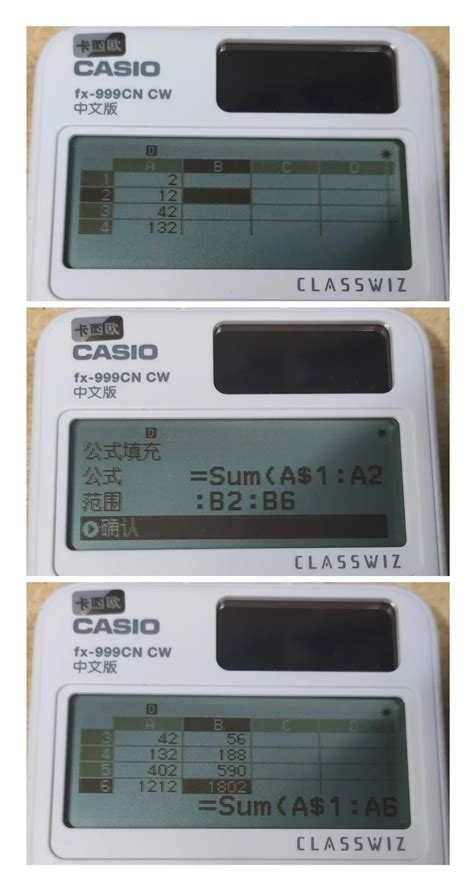 卡西欧
CASIO
fx-999CN CW
中文版
D
A B C D
1 2
2 12
3 42
4 132
CLASSWIZ
卡西欧
CASIO
fx-999CN CW
中文版
D
公式填充
公式 =Sum(A$1:A2
范围 :B2:B6
确认
CLASSWIZ
卡西欧
CASIO
fx-999CN CW
中文版
D
A B C D
3 42 56
4 132 188
5 402 590
6 1212 1802
=Sum(A$1:A6
CLASSWIZ